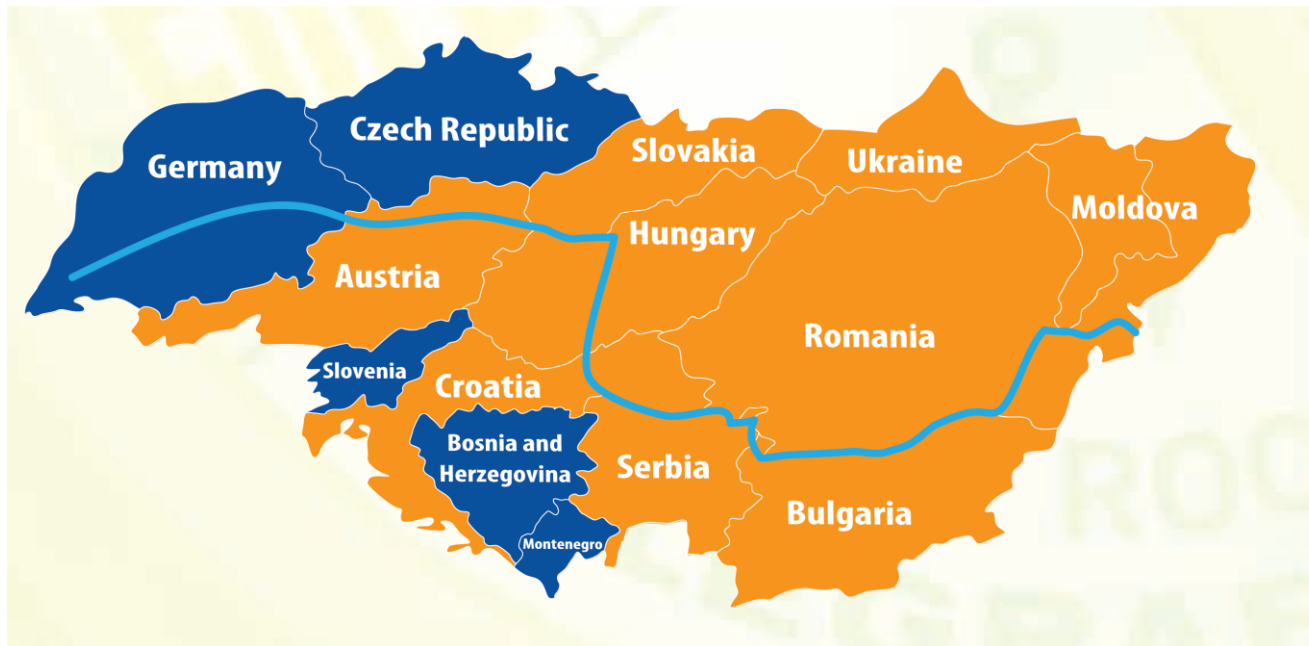 Czech Republic
Germany
Slovakia
Ukraine
Moldova
Hungary
Austria
Romania
Slovenia
Croatia
Bosnia and
Herzegovina
Serbia
Bulgaria
Montenegro